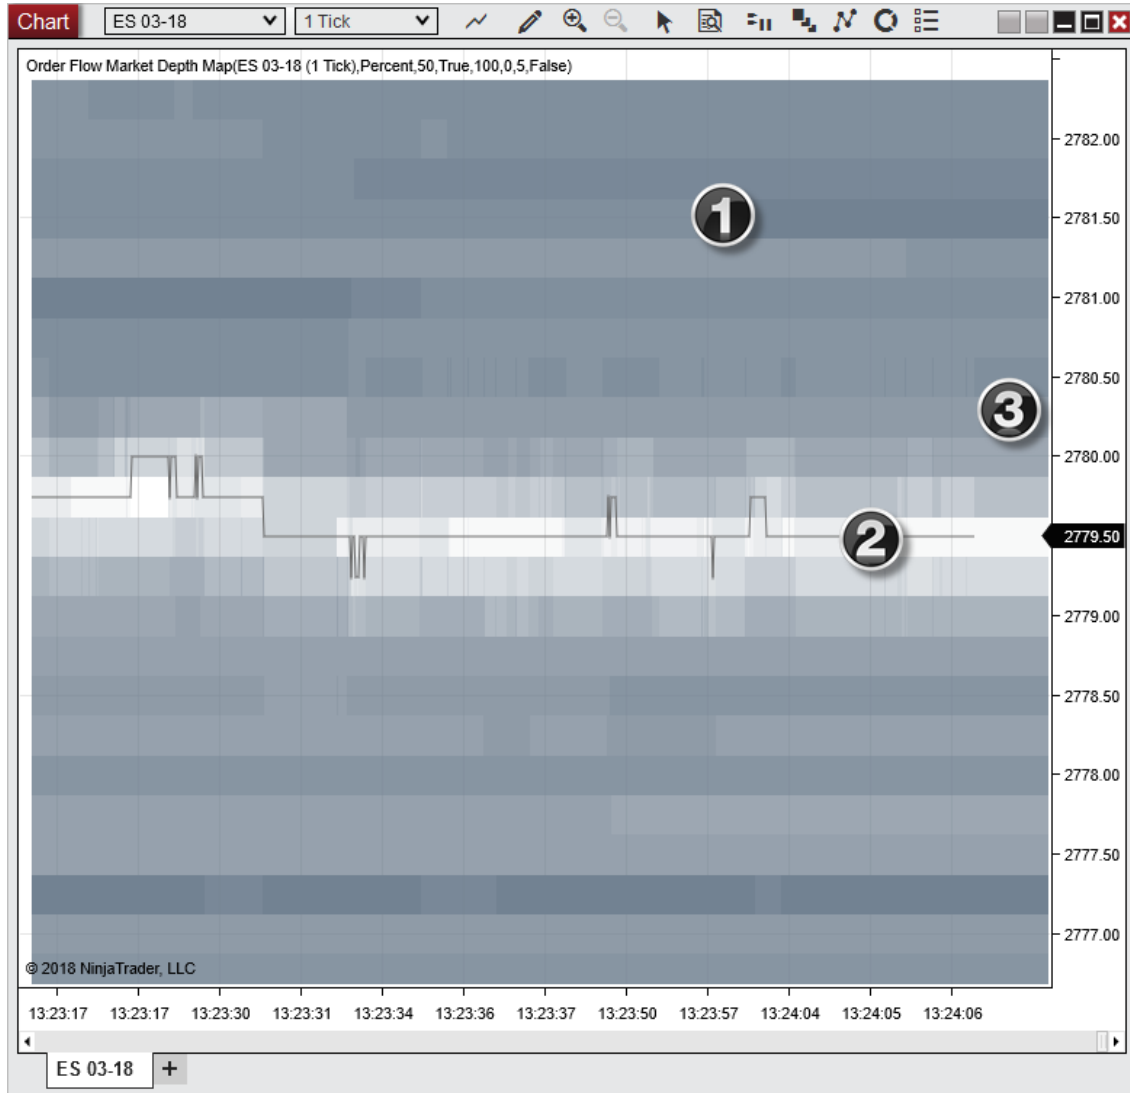 Chart ES 03-18 1 Tick
Order Flow Market Depth Map(ES 03-18 (1 Tick),Percent,50,True,100,0,5,False)
2782.00
1
2781.50
2781.00
2780.50
3
2780.00
2
2779.50
2779.00
2778.50
2778.00
2777.50
2777.00
© 2018 NinjaTrader, LLC
13:23:17 13:23:17 13:23:30 13:23:31 13:23:34 13:23:36 13:23:37 13:23:50 13:23:57 13:24:04 13:24:05 13:24:06
ES 03-18 +